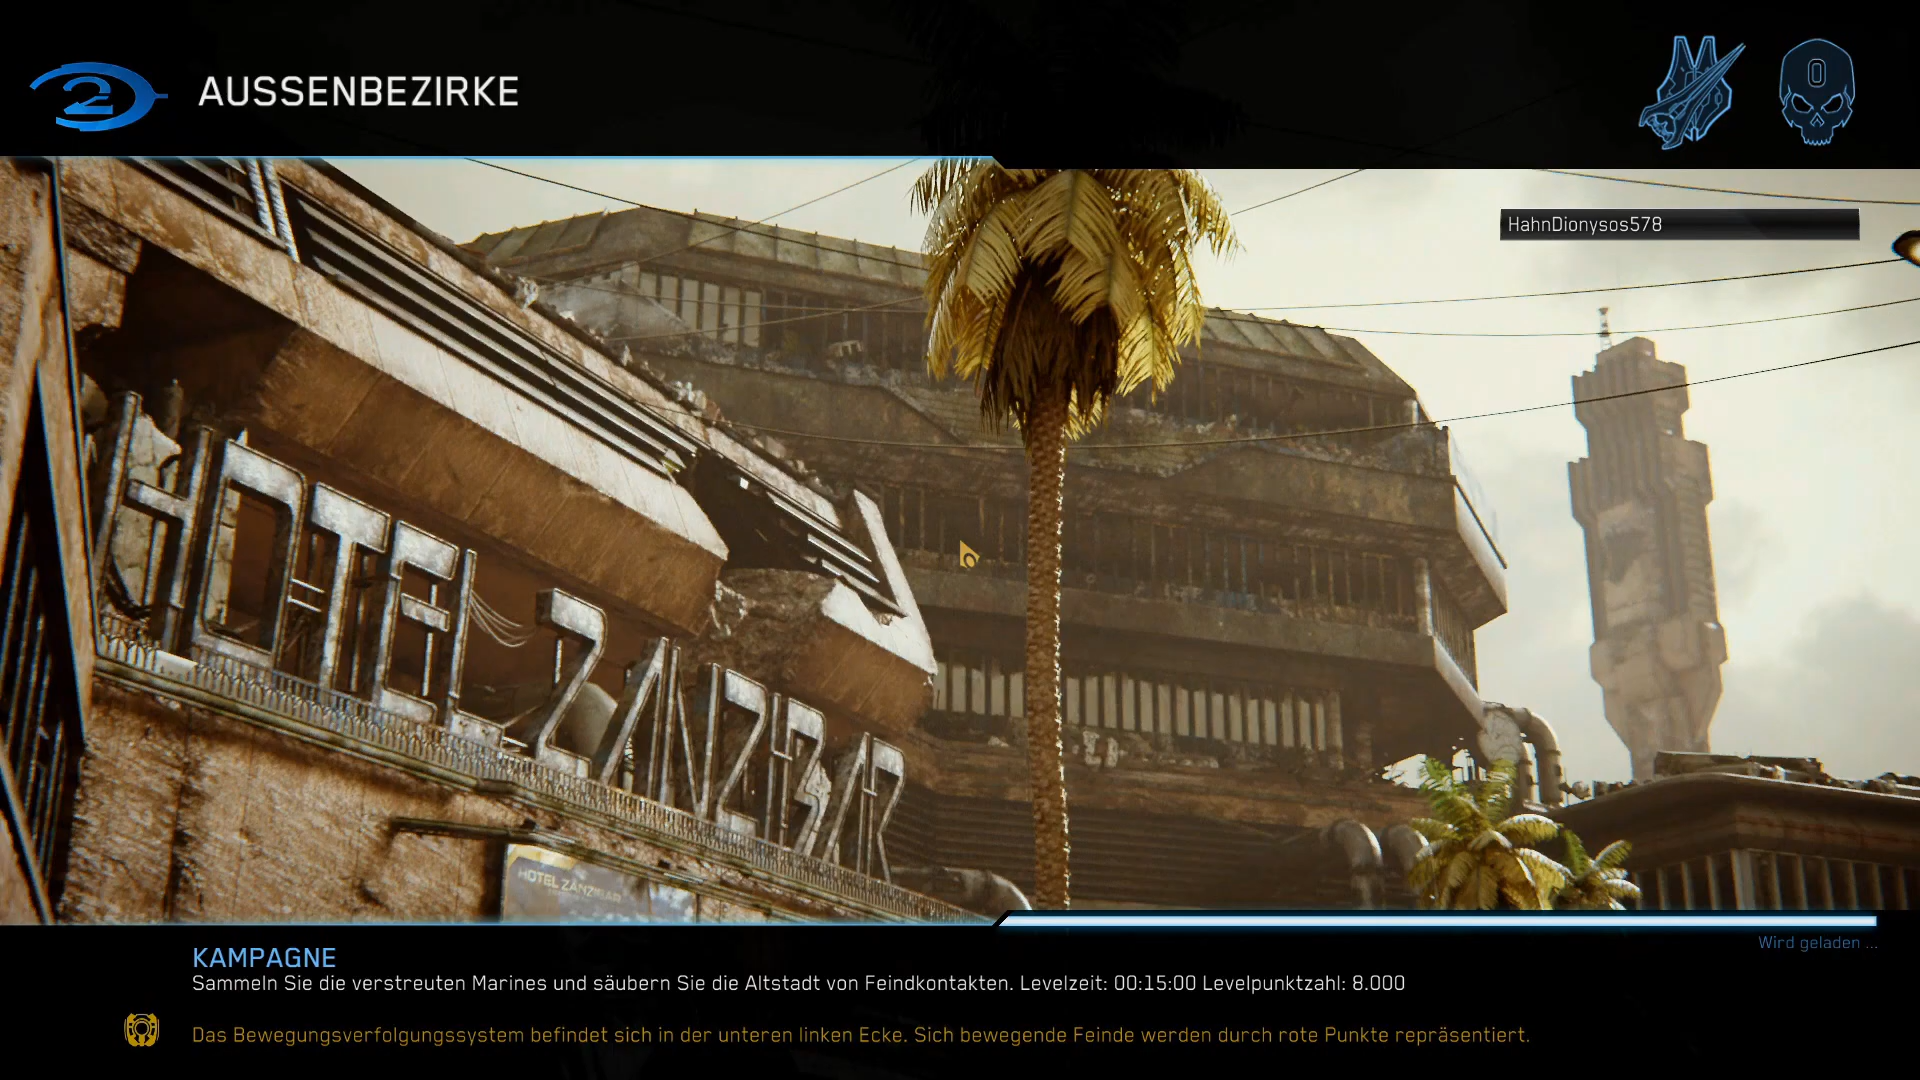 2
AUSSENBEZIRKE
0
HahnDionysos578
HOTEL ZANZIBAR
HOTEL ZANZIBAR
Wird geladen ...
KAMPAGNE
Sammeln Sie die verstreuten Marines und säubern Sie die Altstadt von Feindkontakten. Levelzeit: 00:15:00 Levelpunktzahl: 8.000
Das Bewegungsverfolgungssystem befindet sich in der unteren linken Ecke. Sich bewegende Feinde werden durch rote Punkte repräsentiert.